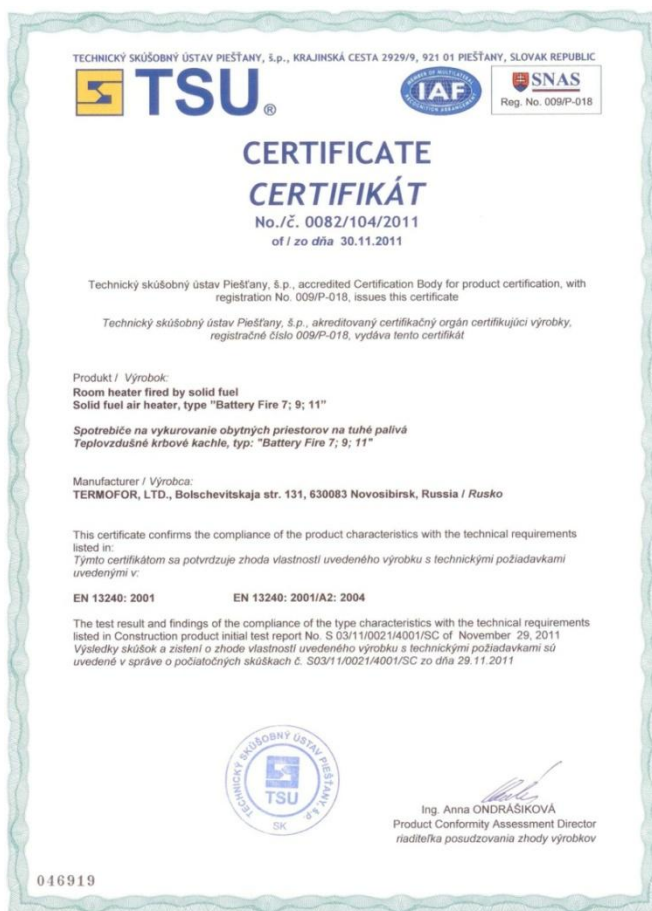 TECHNICKÝ SKÚŠOBNÝ ÚSTAV PIEŠŤANY, š.p., KRAJINSKÁ CESTA 2929/9, 921 01 PIEŠŤANY, SLOVAK REPUBLIC
TSU®
MEMBER OF MULTILATERAL
IAF
RECOGNITION ARRANGEMENT
SNAS
Reg. No. 009/P-018
CERTIFICATE
CERTIFIKÁT
No./č. 0082/104/2011
of / zo dňa 30.11.2011
Technický skúšobný ústav Piešťany, š.p., accredited Certification Body for product certification, with
registration No. 009/P-018, issues this certificate
Technický skúšobný ústav Piešťany, š.p., akreditovaný certifikačný orgán certifikujúci výrobky,
registračné číslo 009/P-018, vydáva tento certifikát
Produkt / Výrobok:
Room heater fired by solid fuel
Solid fuel air heater, type "Battery Fire 7; 9; 11"
Spotrebiče na vykurovanie obytných priestorov na tuhé palivá
Teplovzdušné krbové kachle, typ: "Battery Fire 7; 9; 11"
Manufacturer / Výrobca:
TERMOFOR, LTD., Bolschevitskaja str. 131, 630083 Novosibirsk, Russia / Rusko
This certificate confirms the compliance of the product characteristics with the technical requirements
listed in:
Týmto certifikátom sa potvrdzuje zhoda vlastností uvedeného výrobku s technickými požiadavkami
uvedenými v:
EN 13240: 2001 EN 13240: 2001/A2: 2004
The test result and findings of the compliance of the type characteristics with the technical requirements
listed in Construction product initial test report No. S 03/11/0021/4001/SC of November 29, 2011
Výsledky skúšok a zistení o zhode vlastností uvedeného výrobku s technickými požiadavkami sú
uvedené v správe o počiatočných skúškach č. S03/11/0021/4001/SC zo dňa 29.11.2011
TECHNICKÝ SKÚŠOBNÝ ÚSTAV PIEŠŤANY, š.p.
TSU
SK
Ing. Anna ONDRÁŠIKOVÁ
Product Conformity Assessment Director
riaditeľka posudzovania zhody výrobkov
046919